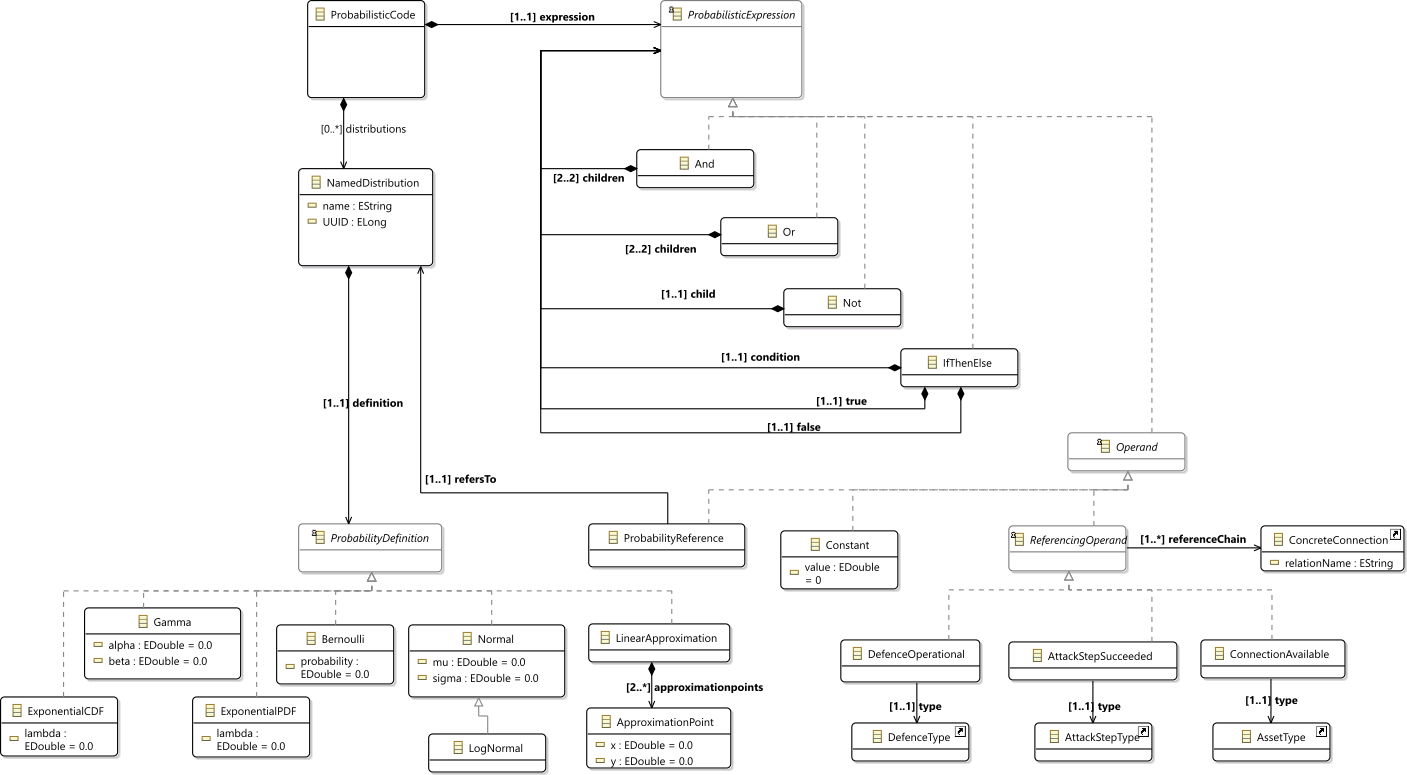 ProbabilisticCode
[1..1] expression
ProbabilisticExpression
[0..*] distributions
And
[2..2] children
NamedDistribution
name : EString
UUID : ELong
Or
[2..2] children
[1..1] child
Not
[1..1] condition
IfThenElse
[1..1] definition
[1..1] true
[1..1] false
Operand
[1..1] refersTo
ProbabilityDefinition
ProbabilityReference
Constant
value : EDouble
= 0
ReferencingOperand
[1..*] referenceChain
ConcreteConnection
relationName : EString
Gamma
alpha : EDouble = 0.0
beta : EDouble = 0.0
Bernoulli
probability :
EDouble = 0.0
Normal
mu : EDouble = 0.0
sigma : EDouble = 0.0
LinearApproximation
DefenceOperational
AttackStepSucceeded
ConnectionAvailable
[2..*] approximationpoints
[1..1] type
[1..1] type
[1..1] type
ExponentialCDF
lambda :
EDouble = 0.0
ExponentialPDF
lambda :
EDouble = 0.0
LogNormal
ApproximationPoint
x : EDouble = 0.0
y : EDouble = 0.0
DefenceType
AttackStepType
AssetType